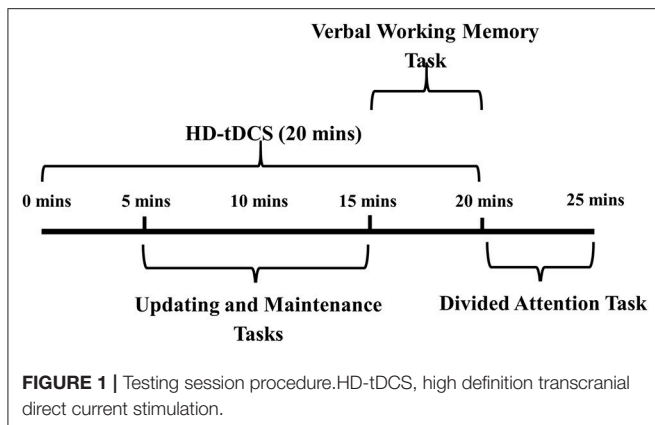 Verbal Working Memory
Task
HD-tDCS (20 mins)
0 mins 5 mins 10 mins 15 mins 20 mins 25 mins
Updating and Maintenance
Tasks
Divided Attention Task
FIGURE 1 | Testing session procedure.HD-tDCS, high definition transcranial
direct current stimulation.